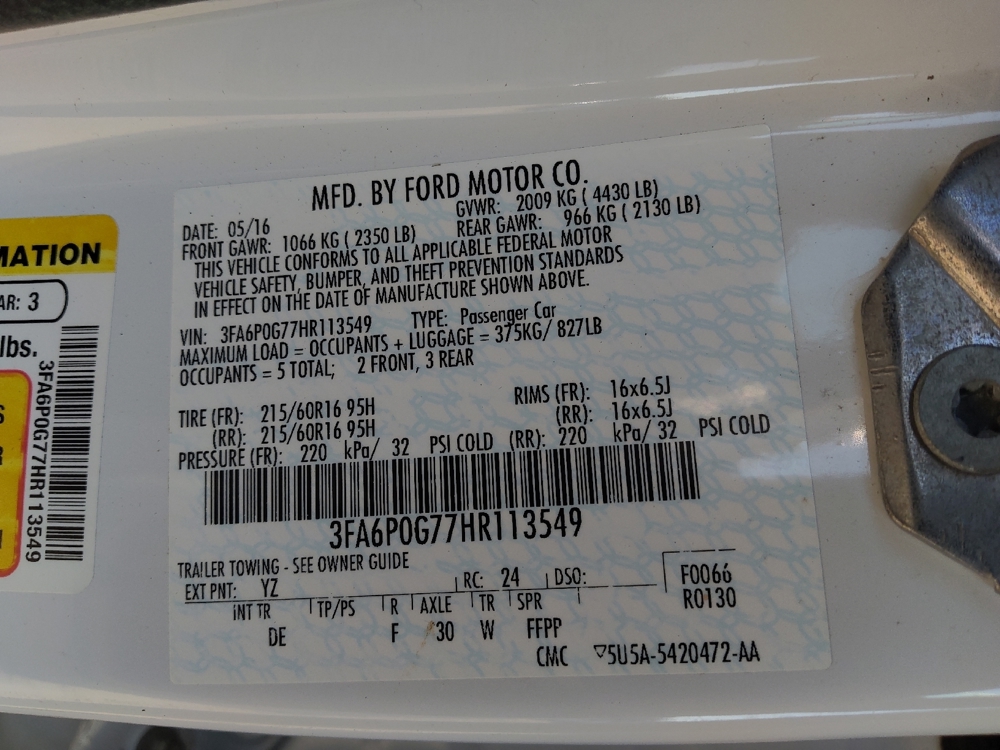 MATION
AR: 3
lbs.
3FA6P0G77HR113549
MFD. BY FORD MOTOR CO.
DATE: 05/16 GVWR: 2009 KG ( 4430 LB)
FRONT GAWR: 1066 KG ( 2350 LB) REAR GAWR: 966 KG ( 2130 LB)
THIS VEHICLE CONFORMS TO ALL APPLICABLE FEDERAL MOTOR
VEHICLE SAFETY, BUMPER, AND THEFT PREVENTION STANDARDS
IN EFFECT ON THE DATE OF MANUFACTURE SHOWN ABOVE.
VIN: 3FA6P0G77HR113549 TYPE: Passenger Car
MAXIMUM LOAD = OCCUPANTS + LUGGAGE = 375KG/ 827LB
OCCUPANTS = 5 TOTAL; 2 FRONT, 3 REAR
TIRE (FR): 215/60R16 95H RIMS (FR): 16x6.5J
(RR): 215/60R16 95H (RR): 16x6.5J
PRESSURE (FR): 220 kPa/ 32 PSI COLD (RR): 220 kPa/ 32 PSI COLD
3FA6P0G77HR113549
TRAILER TOWING - SEE OWNER GUIDE
EXT PNT: YZ RC: 24 DSO: F0066
INT TR TP/PS R AXLE TR SPR R0130
DE F 30 W FFPP
CMC ▽5U5A-5420472-AA